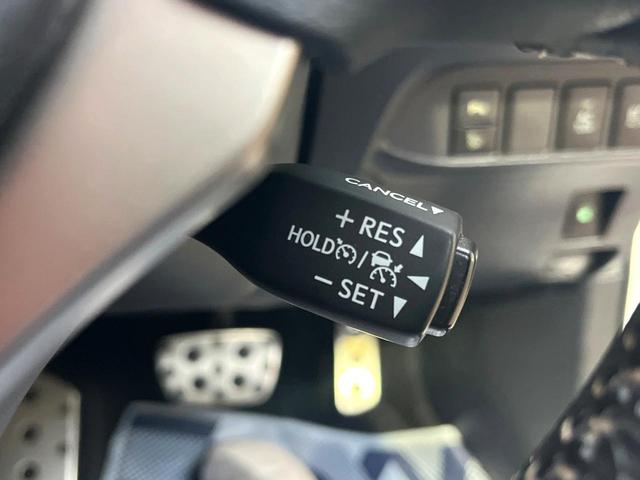 CANCEL▼
+ RES ▲
HOLD / ◀
− SET ▼